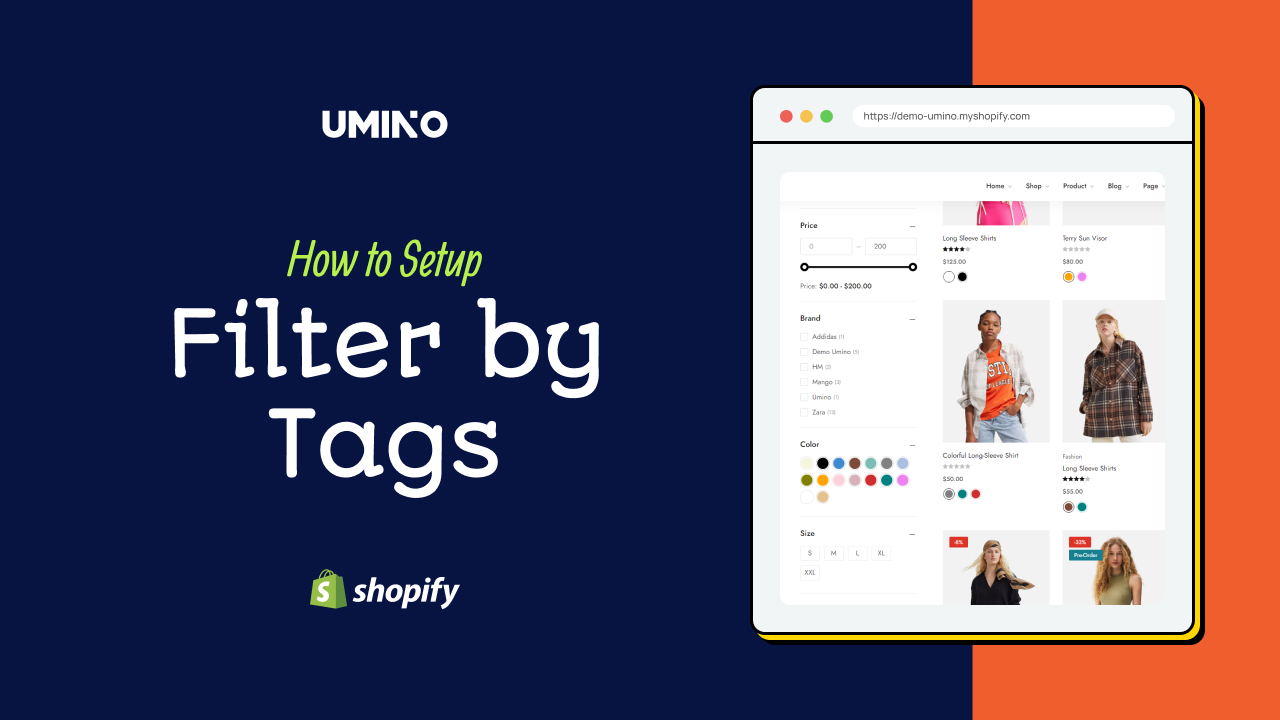 UMINO
How to Setup
Filter by
Tags
shopify
https://demo-umino.myshopify.com
Home Shop Product Blog Page
Price
0 – 200
Price: $0.00 - $200.00
Brand
Addidas (1)
Demo Umino (5)
HM (2)
Mango (3)
Umino (1)
Zara (13)
Color
Size
S M L XL
XXL
Long Sleeve Shirts
$125.00
Terry Sun Visor
$80.00
Colorful Long-Sleeve Shirt
$50.00
Fashion
Long Sleeve Shirts
$55.00
-8%
-33%
PreOrder